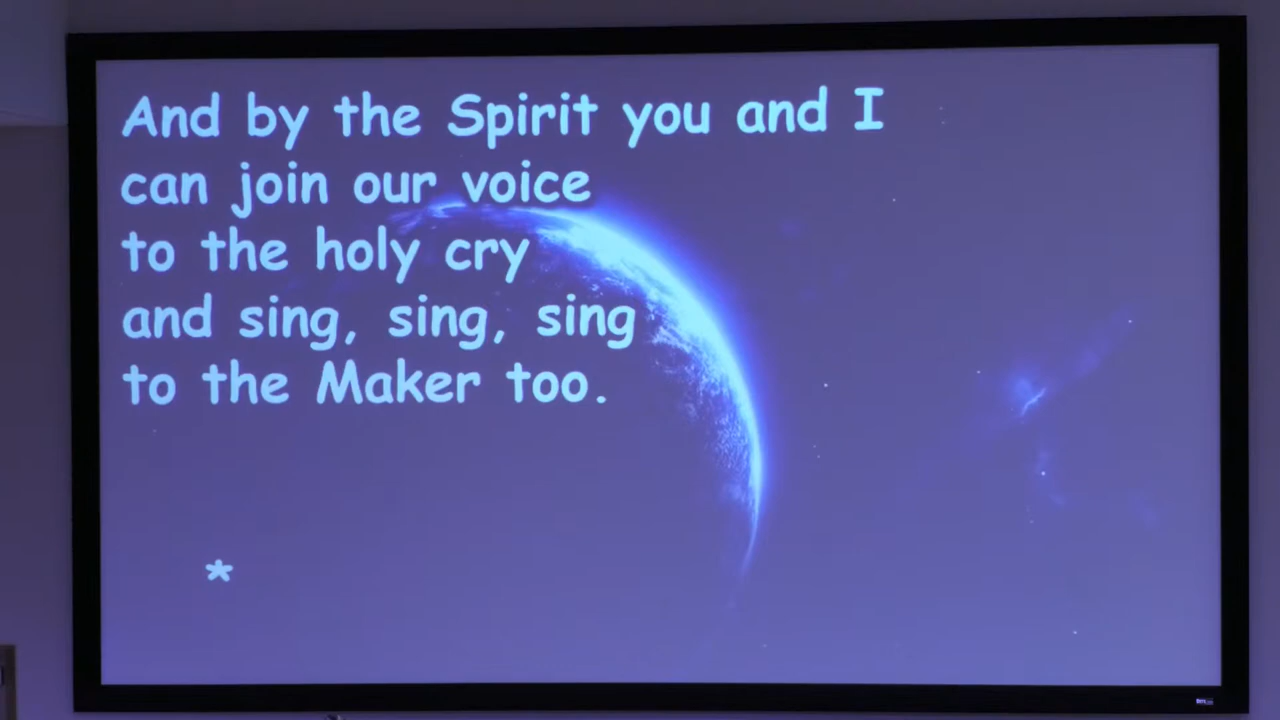 And by the Spirit you and I
can join our voice
to the holy cry
and sing, sing, sing
to the Maker too.
*